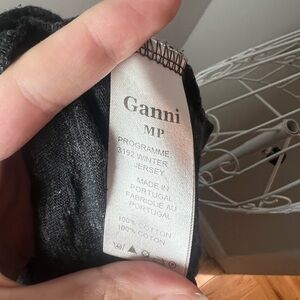 Ganni
MP
PROGRAMME:
3192 WINTER
JERSEY
MADE IN
PORTUGAL
FABRIQUE AU
PORTUGAL
100% COTTON
100% COTON